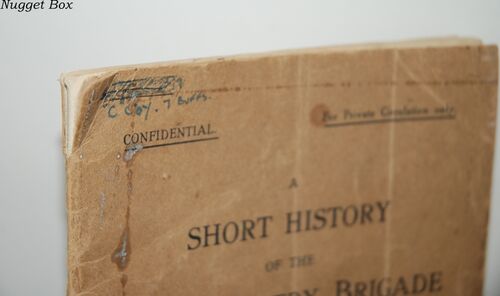 Nugget Box
C Coy. 7 Buffs.
CONFIDENTIAL.
For Private Circulation only.
A
SHORT HISTORY
OF THE
BRIGADE